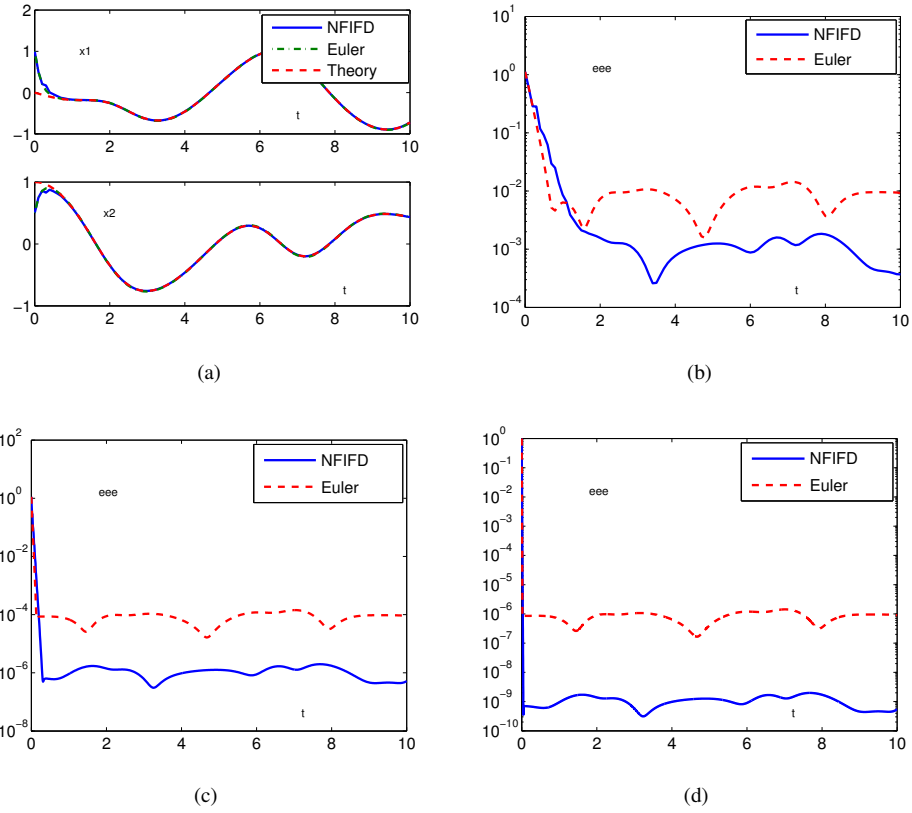 2
1
0
−1
x1
NFIFD
Euler
Theory
t
0 2 4 6 8 10
1
0
−1
x2
t
0 2 4 6 8 10
(a)
10^1
10^0
10^−1
10^−2
10^−3
10^−4
eee
NFIFD
Euler
t
0 2 4 6 8 10
(b)
10^2
10^0
10^−2
10^−4
10^−6
10^−8
eee
NFIFD
Euler
t
0 2 4 6 8 10
(c)
10^0
10^−1
10^−2
10^−3
10^−4
10^−5
10^−6
10^−7
10^−8
10^−9
10^−10
eee
NFIFD
Euler
t
0 2 4 6 8 10
(d)